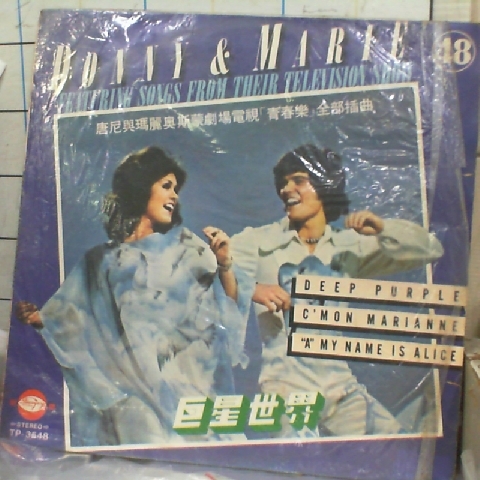 DONNY & MARIE
48
FEATURING SONGS FROM THEIR TELEVISION SHOW
唐尼與瑪麗奧斯蒙劇場電視「青春樂」全部插曲
DEEP PURPLE
C'MON MARIANNE
"A" MY NAME IS ALICE
巨星世界
STEREO
TP 3648